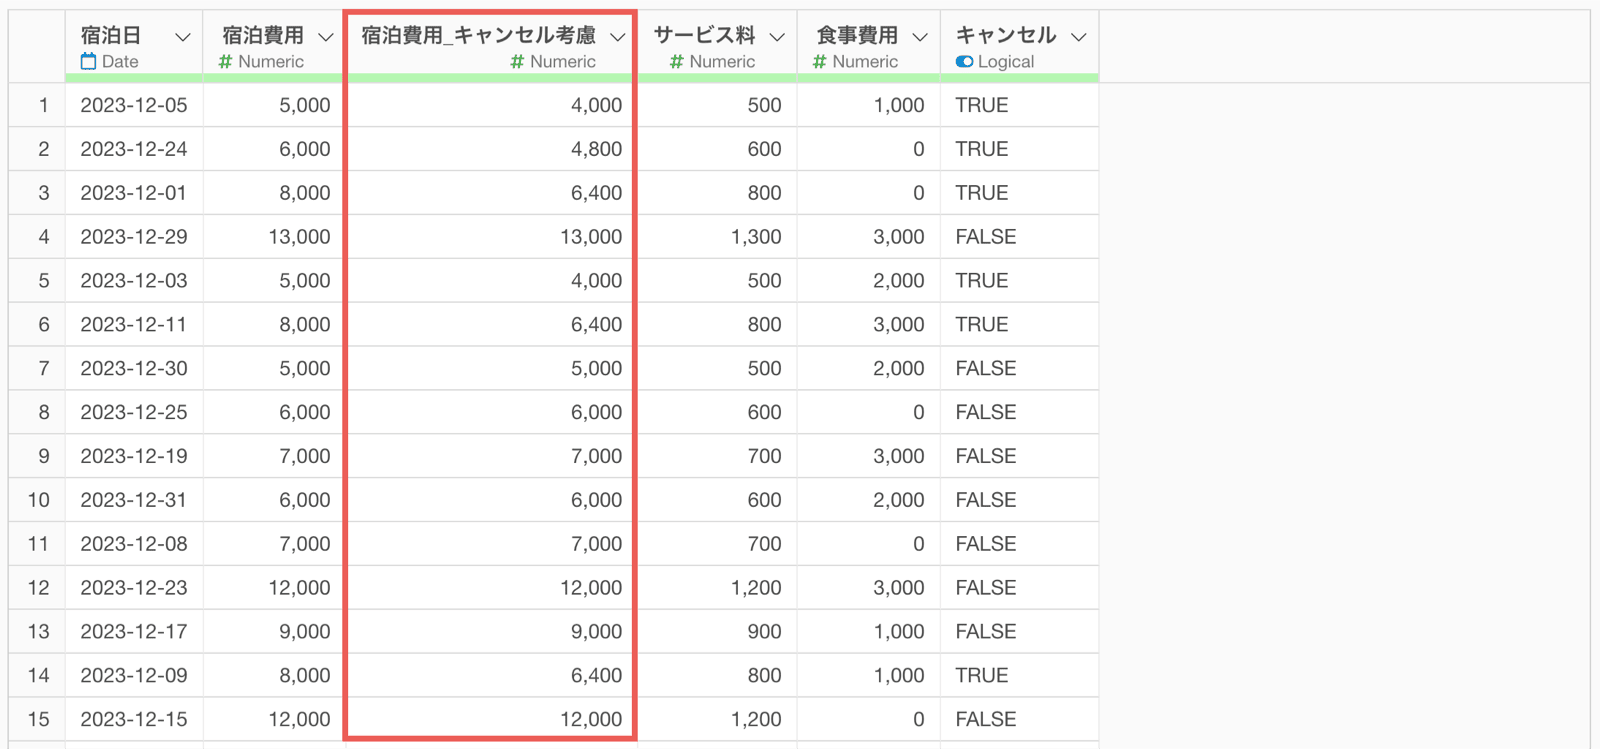 宿泊日 宿泊費用 宿泊費用_キャンセル考慮 サービス料 食事費用 キャンセル
Date # Numeric # Numeric # Numeric # Numeric Logical
1 2023-12-05 5,000 4,000 500 1,000 TRUE
2 2023-12-24 6,000 4,800 600 0 TRUE
3 2023-12-01 8,000 6,400 800 0 TRUE
4 2023-12-29 13,000 13,000 1,300 3,000 FALSE
5 2023-12-03 5,000 4,000 500 2,000 TRUE
6 2023-12-11 8,000 6,400 800 3,000 TRUE
7 2023-12-30 5,000 5,000 500 2,000 FALSE
8 2023-12-25 6,000 6,000 600 0 FALSE
9 2023-12-19 7,000 7,000 700 3,000 FALSE
10 2023-12-31 6,000 6,000 600 2,000 FALSE
11 2023-12-08 7,000 7,000 700 0 FALSE
12 2023-12-23 12,000 12,000 1,200 3,000 FALSE
13 2023-12-17 9,000 9,000 900 1,000 FALSE
14 2023-12-09 8,000 6,400 800 1,000 TRUE
15 2023-12-15 12,000 12,000 1,200 0 FALSE